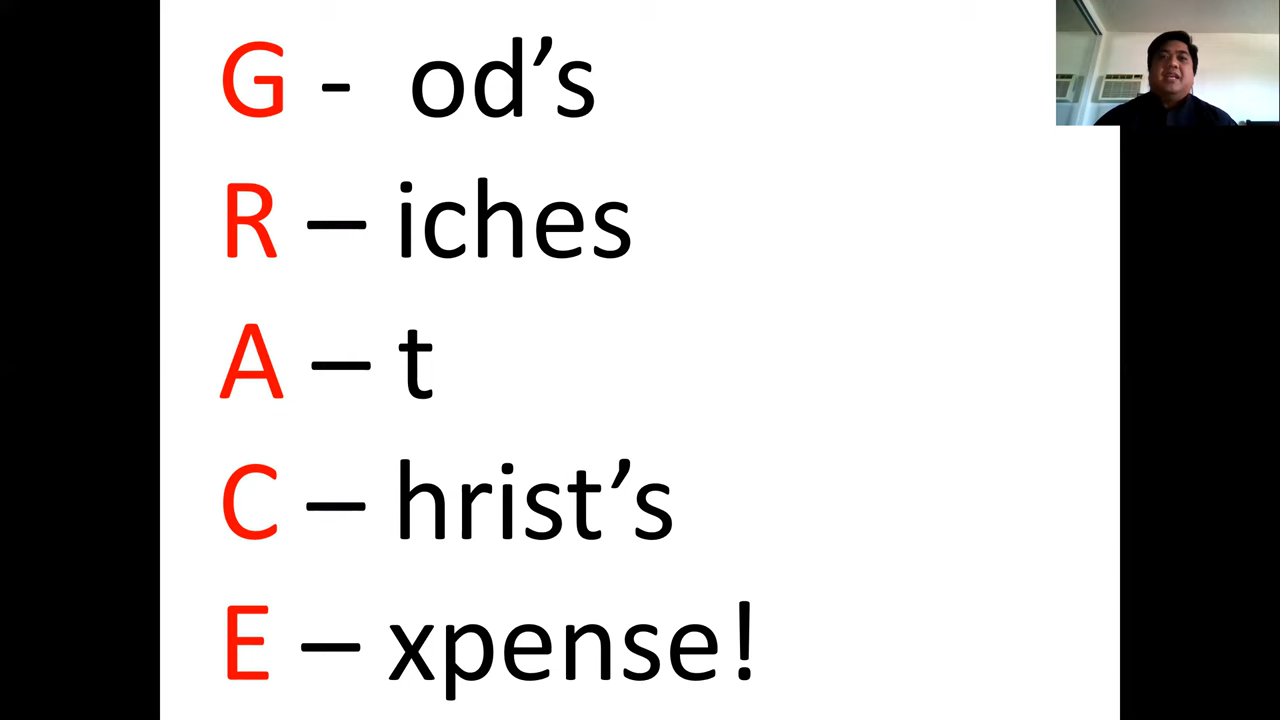 G - od’s
R – iches
A – t
C – hrist’s
E – xpense!